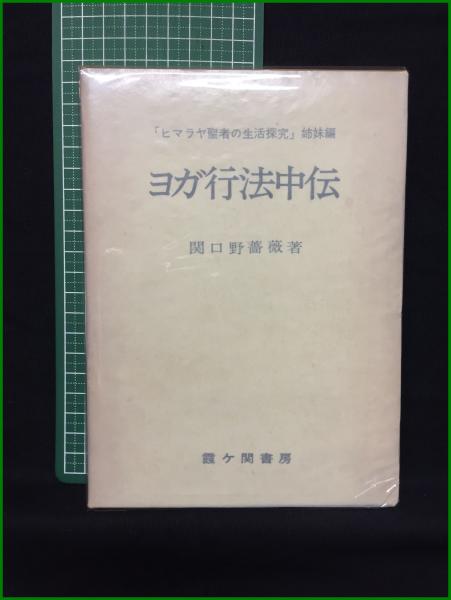 「ヒマラヤ聖者の生活探究」姉妹編
ヨガ行法中伝
関口野薔薇著
霞ケ関書房